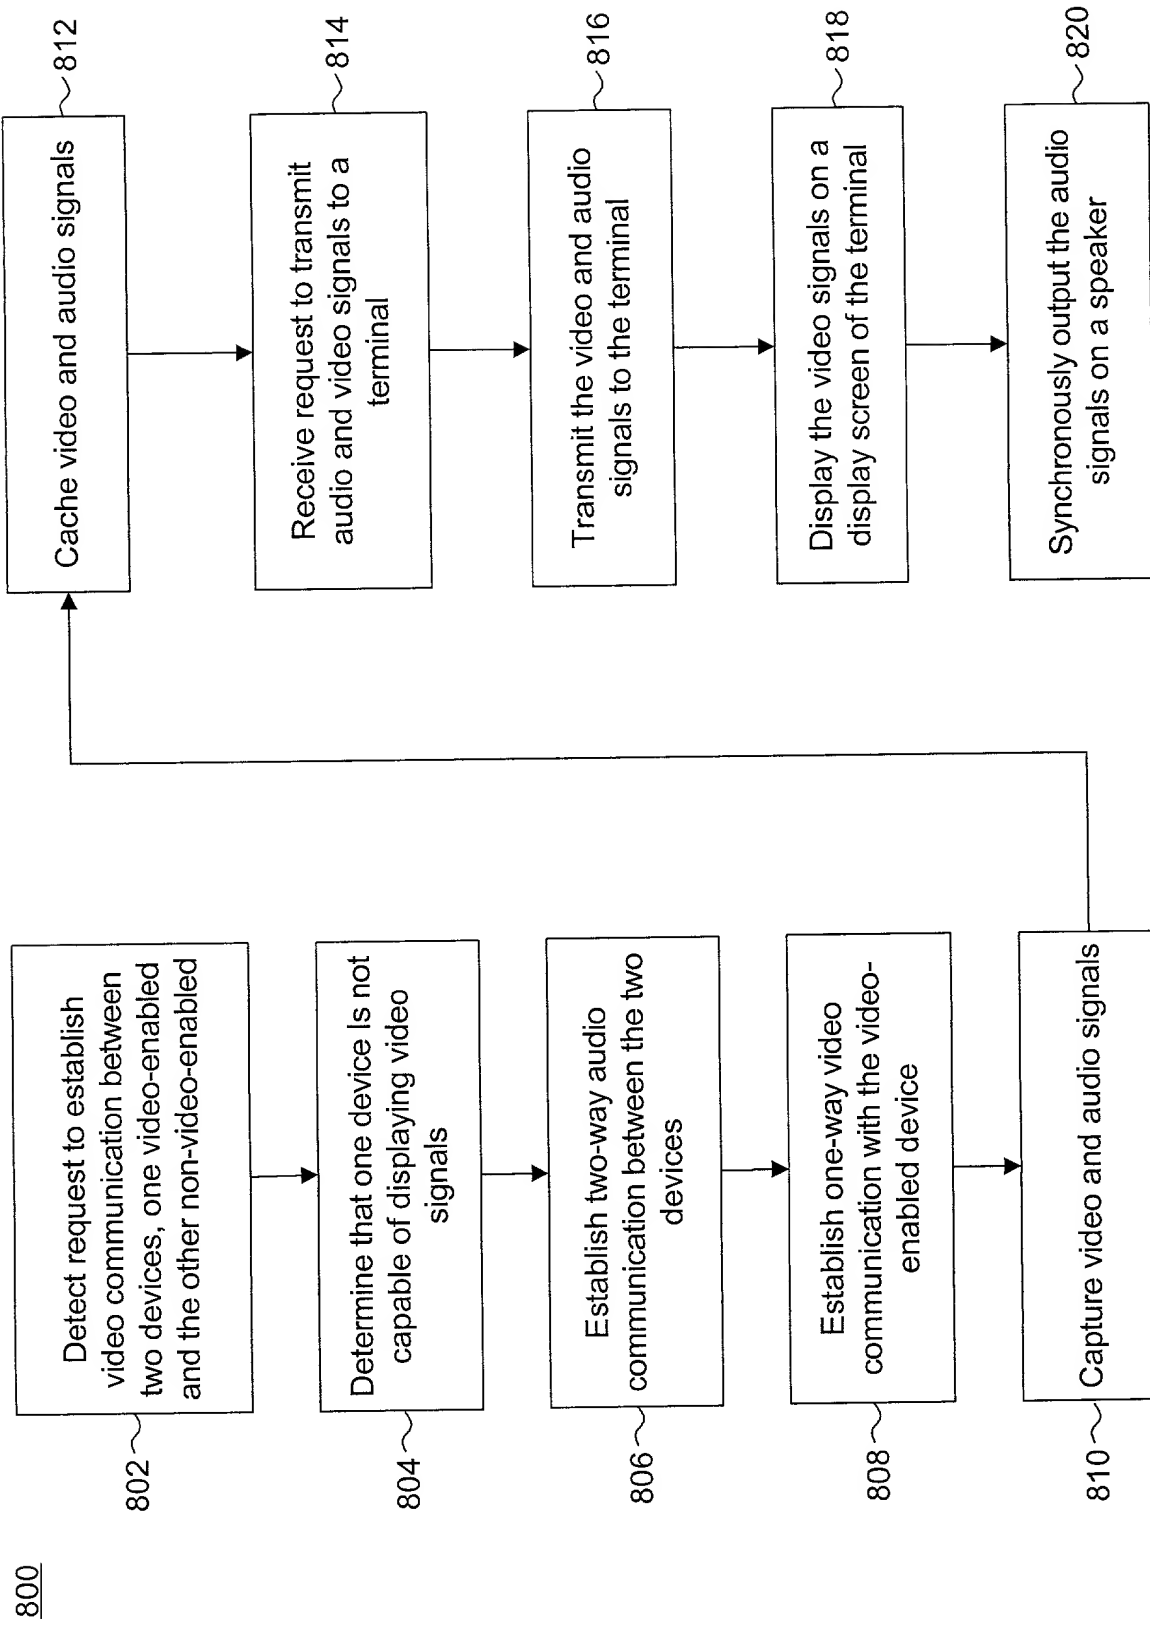 800
802
Detect request to establish
video communication between
two devices, one video-enabled
and the other non-video-enabled
804
Determine that one device is not
capable of displaying video
signals
806
Establish two-way audio
communication between the two
devices
808
Establish one-way video
communication with the video-
enabled device
810
Capture video and audio signals
812
Cache video and audio signals
814
Receive request to transmit
audio and video signals to a
terminal
816
Transmit the video and audio
signals to the terminal
818
Display the video signals on a
display screen of the terminal
820
Synchronously output the audio
signals on a speaker